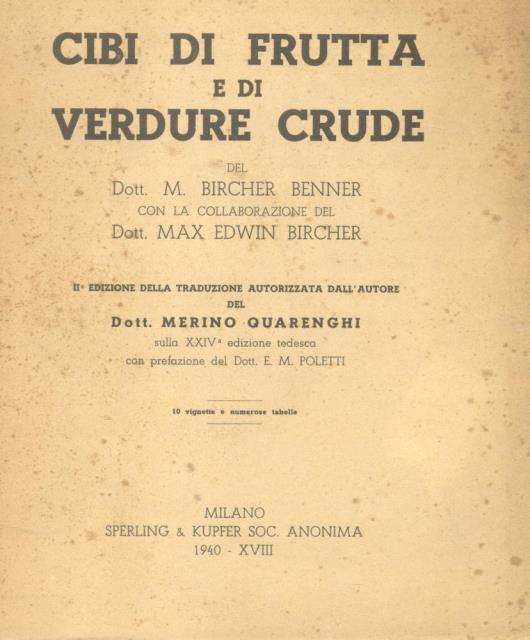 CIBI DI FRUTTA
E DI
VERDURE CRUDE
DEL
Dott. M. BIRCHER BENNER
CON LA COLLABORAZIONE DEL
Dott. MAX EDWIN BIRCHER
IIª EDIZIONE DELLA TRADUZIONE AUTORIZZATA DALL'AUTORE
DEL
Dott. MERINO QUARENGHI
sulla XXIVª edizione tedesca
con prefazione del Dott. E. M. POLETTI
10 vignette e numerose tabelle
MILANO
SPERLING & KUPFER SOC. ANONIMA
1940 - XVIII